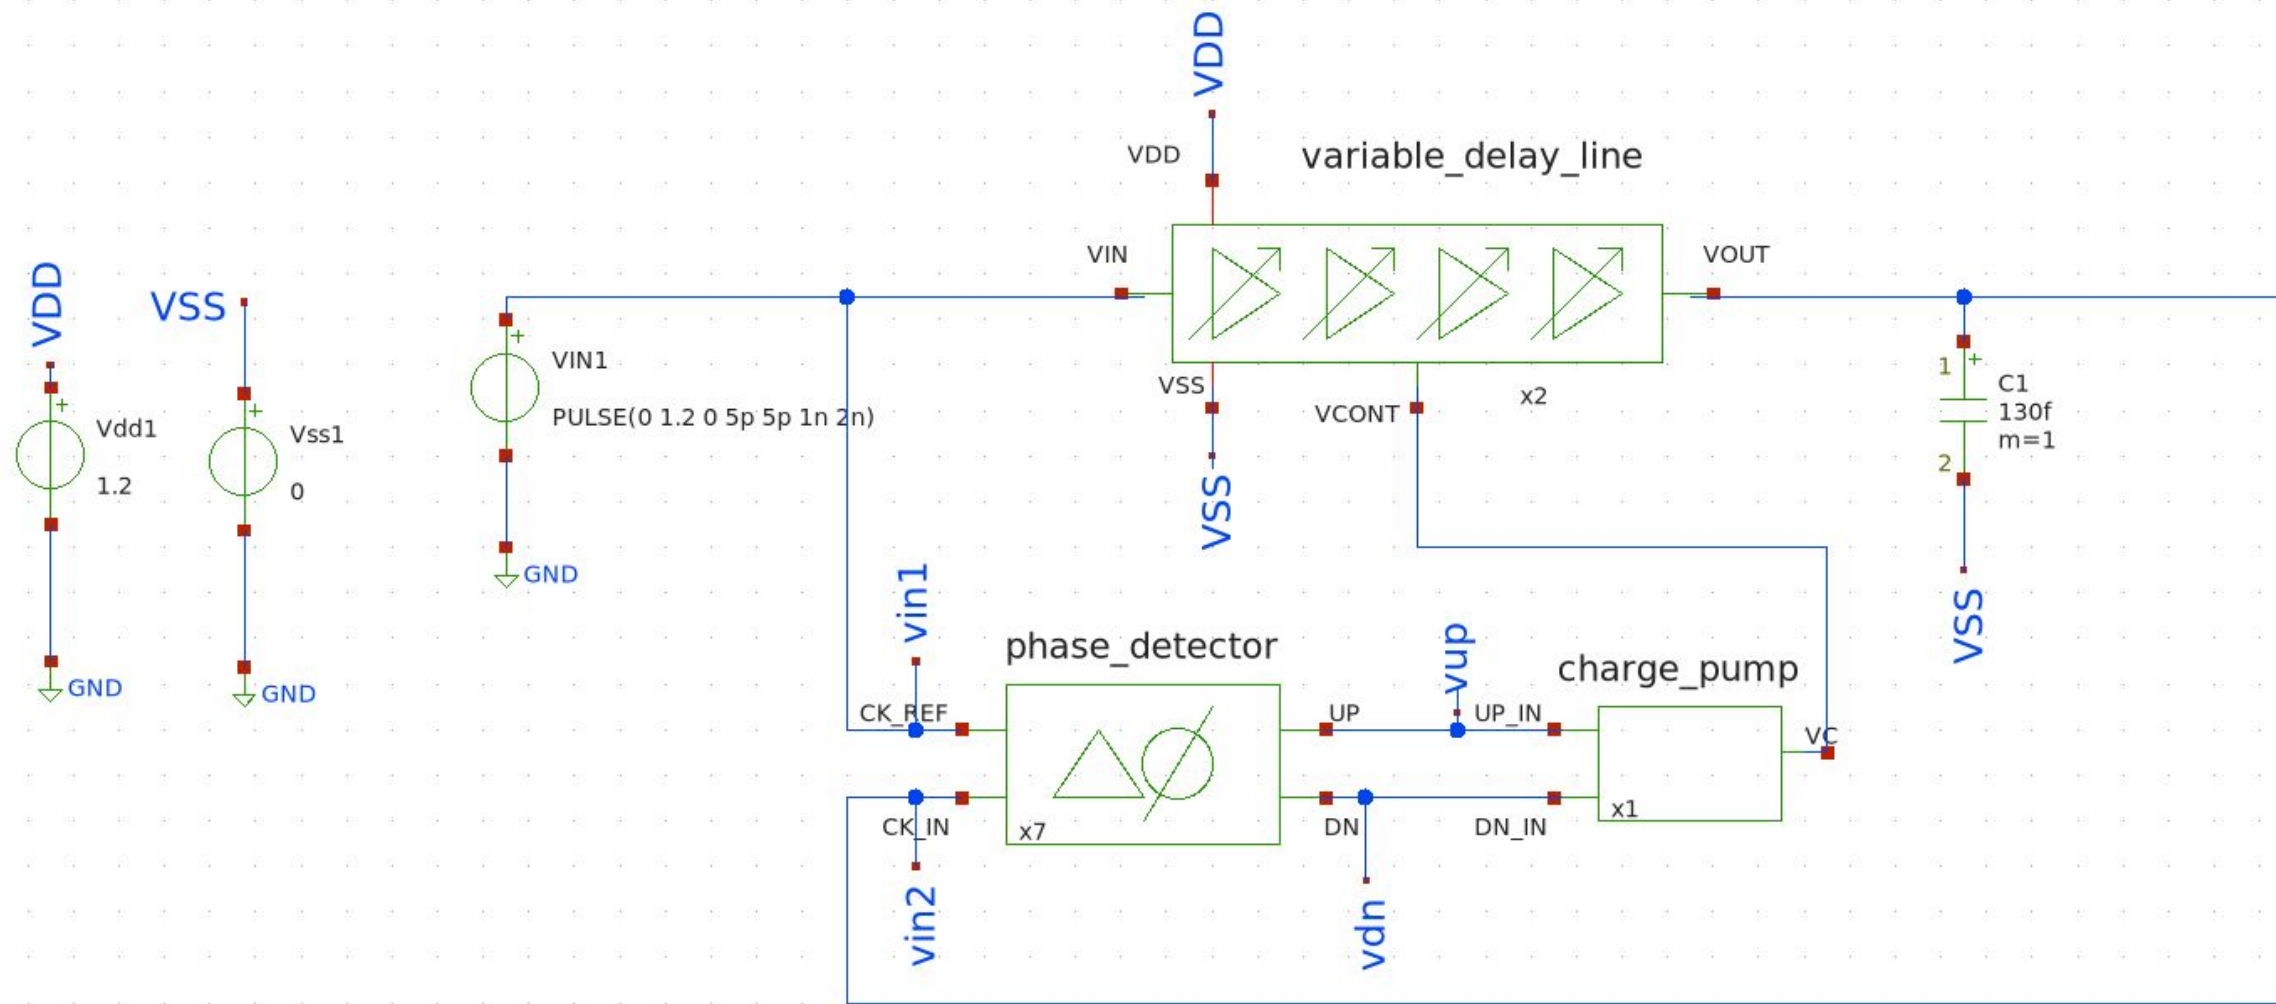 VDD
VDD
variable_delay_line
VIN
VOUT
VDD
VSS
VIN1
PULSE(0 1.2 0 5p 5p 1n 2n)
Vdd1
1.2
Vss1
0
VSS
VCONT
x2
1
C1
130f
m=1
2
VSS
GND
vin1
VSS
phase_detector
vup
charge_pump
GND
GND
CK_REF
UP
UP_IN
VC
CK_IN
x7
DN
DN_IN
x1
vin2
vdn